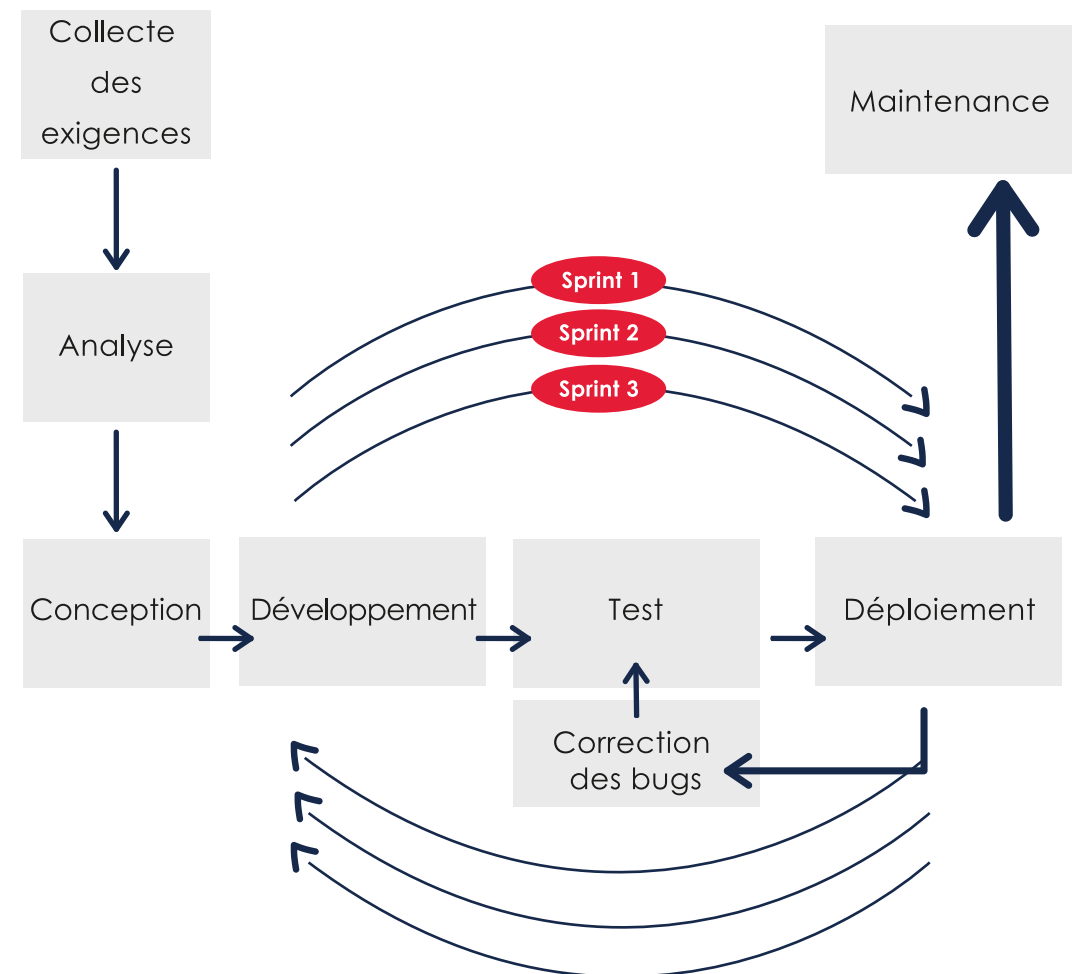 Collecte
des
exigences
Maintenance
Sprint 1
Analyse
Sprint 2
Sprint 3
Conception
Développement
Test
Déploiement
Correction
des bugs